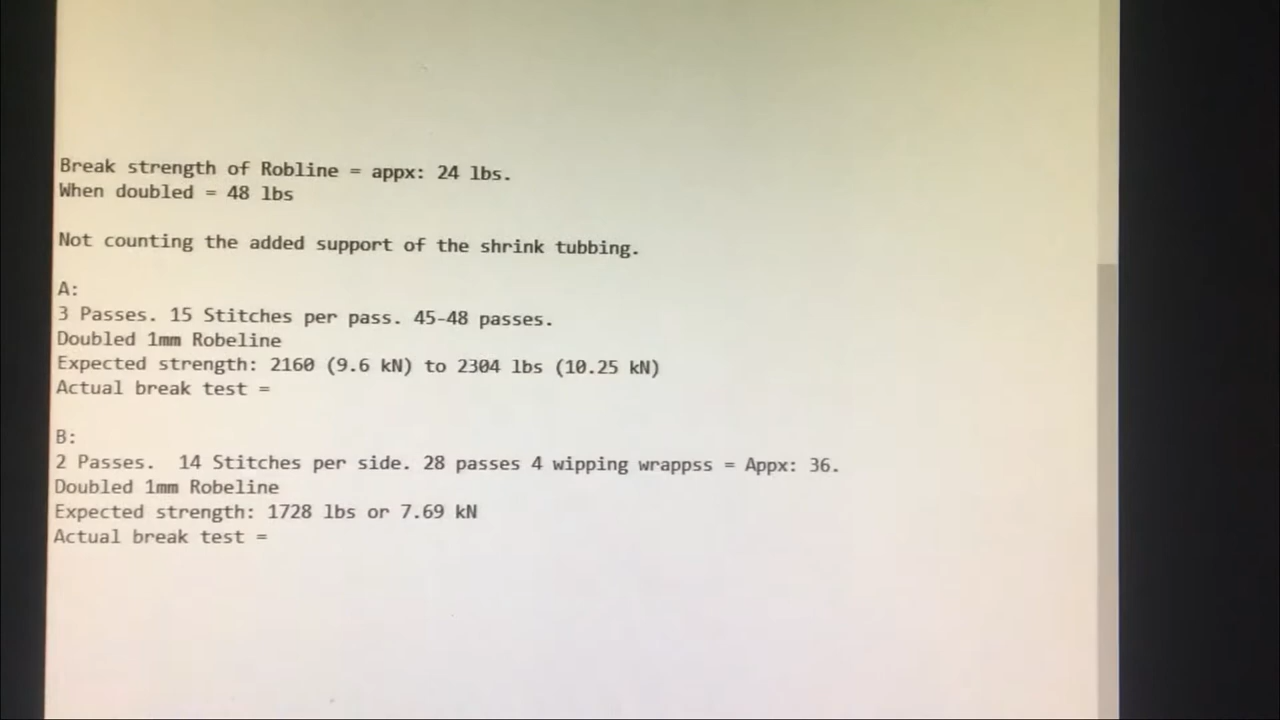 Break strength of Robline = appx: 24 lbs.
When doubled = 48 lbs
Not counting the added support of the shrink tubbing.
A:
3 Passes. 15 Stitches per pass. 45-48 passes.
Doubled 1mm Robeline
Expected strength: 2160 (9.6 kN) to 2304 lbs (10.25 kN)
Actual break test =
B:
2 Passes.  14 Stitches per side. 28 passes 4 wipping wrappss = Appx: 36.
Doubled 1mm Robeline
Expected strength: 1728 lbs or 7.69 kN
Actual break test =